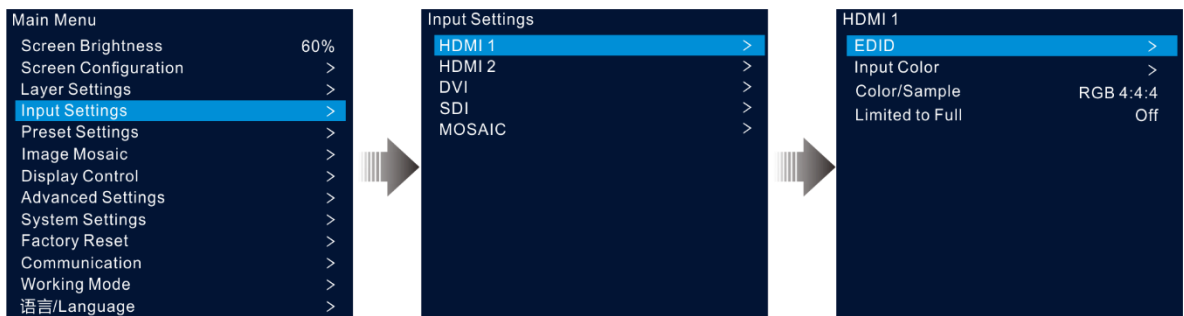 Main Menu
Screen Brightness 60%
Screen Configuration >
Layer Settings >
Input Settings >
Preset Settings >
Image Mosaic >
Display Control >
Advanced Settings >
System Settings >
Factory Reset >
Communication >
Working Mode >
语言/Language >
Input Settings
HDMI 1 >
HDMI 2 >
DVI >
SDI >
MOSAIC >
HDMI 1
EDID >
Input Color >
Color/Sample RGB 4:4:4
Limited to Full Off